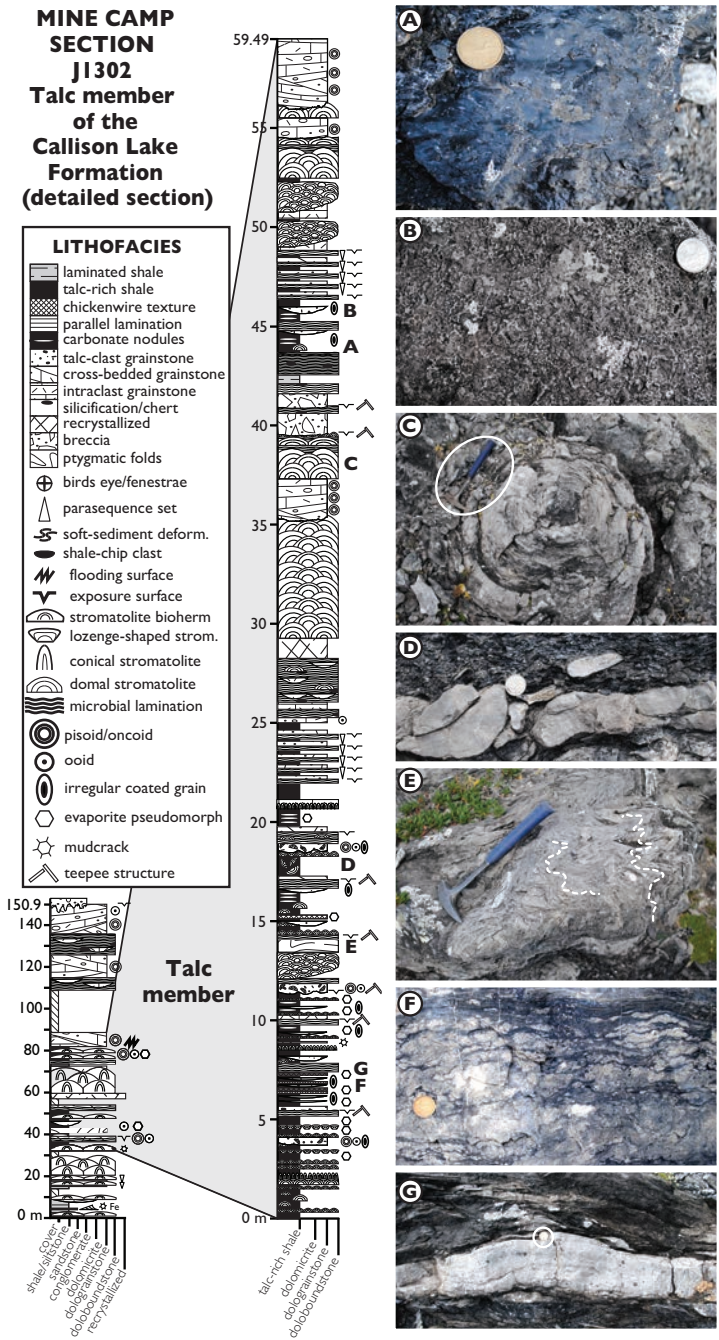 MINE CAMP
SECTION
J1302
Talc member
of the
Callison Lake
Formation
(detailed section)
LITHOFACIES
laminated shale
talc-rich shale
chickenwire texture
parallel lamination
carbonate nodules
talc-clast grainstone
cross-bedded grainstone
intraclast grainstone
silicification/chert
recrystallized
breccia
ptygmatic folds
birds eye/fenestrae
parasequence set
soft-sediment deform.
shale-chip clast
flooding surface
exposure surface
stromatolite bioherm
lozenge-shaped strom.
conical stromatolite
domal stromatolite
microbial lamination
pisoid/oncoid
ooid
irregular coated grain
evaporite pseudomorph
mudcrack
teepee structure
150.9
140
120
100
80
60
40
20
0 m
Fe
cover
shale/siltstone
sandstone
conglomerate
dolomicrite
dolograinstone
doloboundstone
recrystallized
Talc
member
59.49
55
50
45
40
35
30
25
20
15
10
5
0 m
B
A
C
D
E
G
F
talc-rich shale
dolomicrite
dolograinstone
doloboundstone
A
B
C
D
E
F
G